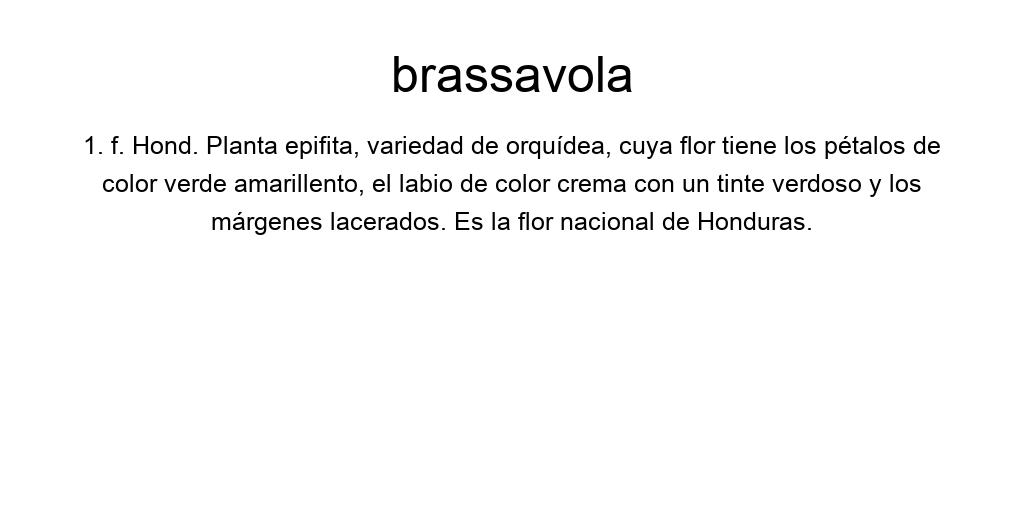 brassavola
1. f. Hond. Planta epifita, variedad de orquídea, cuya flor tiene los pétalos de
color verde amarillento, el labio de color crema con un tinte verdoso y los
márgenes lacerados. Es la flor nacional de Honduras.